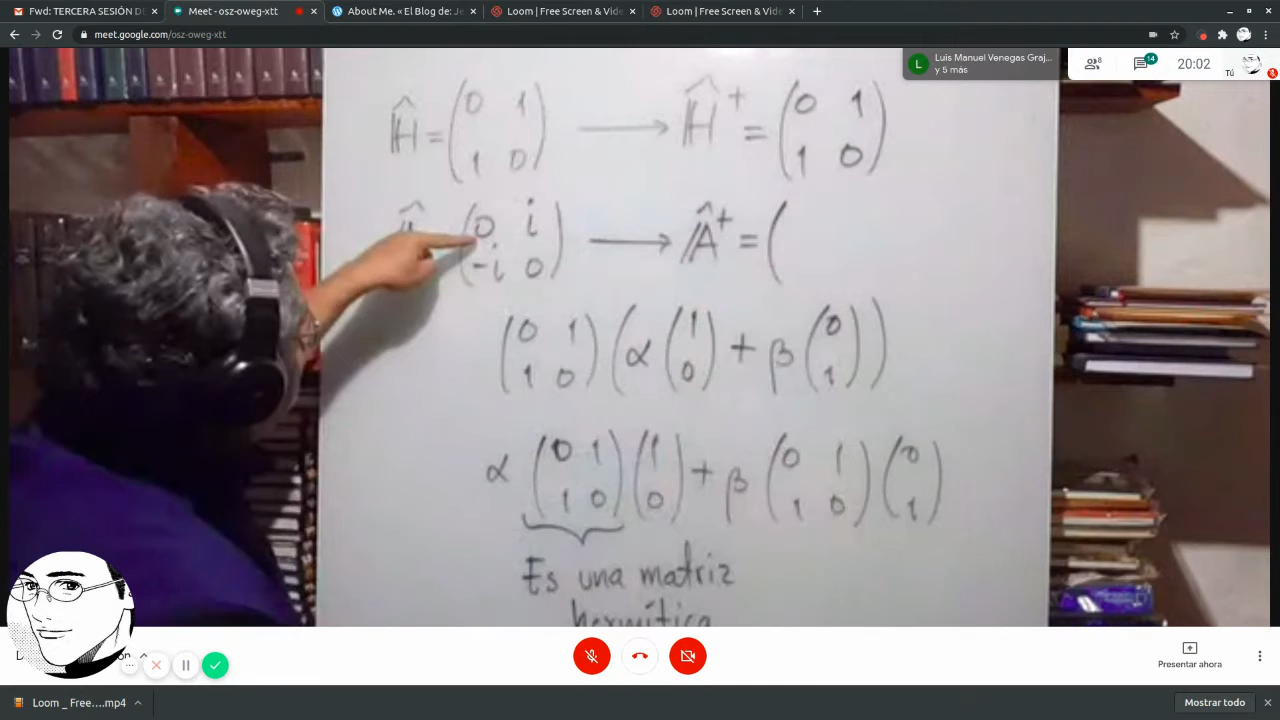 Fwd: TERCERA SESIÓN DE
Meet - osz-oweg-xtt
About Me. « El Blog de: Je
Loom | Free Screen & Vide
Loom | Free Screen & Vide
meet.google.com/osz-oweg-xtt
Luis Manuel Venegas Graj...
y 5 más
8
14
20:02
Tú
Ĥ = (0 1
1 0) → Ĥ⁺ = (0 1
1 0)
(0 i
-i 0) → Â⁺ = (
(0 1
1 0) (α (1
0) + β (0
1))
α (0 1
1 0) (1
0) + β (0 1
1 0) (0
1)
Es una matriz
hermítica
Presentar ahora
Loom _ Free....mp4
Mostrar todo